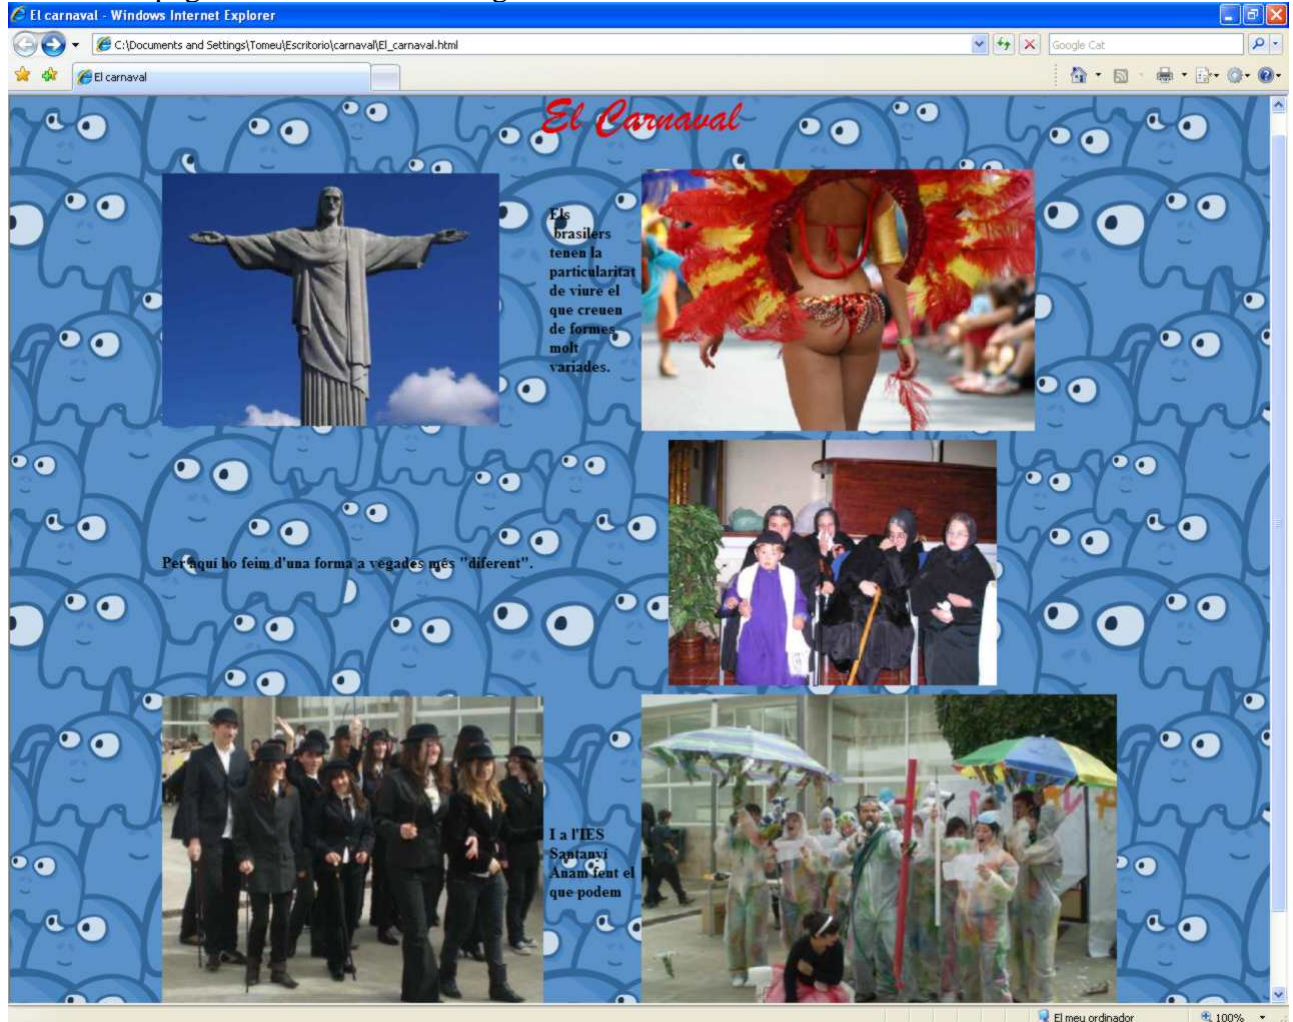 El carnaval - Windows Internet Explorer
C:\Documents and Settings\Tomeu\Escritorio\carnaval\El_carnaval.html
Google Cat
El carnaval
El Carnaval
Els
brasilers
tenen la
particularitat
de viure el
que creuen
de formes
molt
variades.
Per aquí ho feim d'una forma a vegades més "diferent".
I a l'IES
Santanyí
Anam fent el
que podem
El meu ordinador
100%